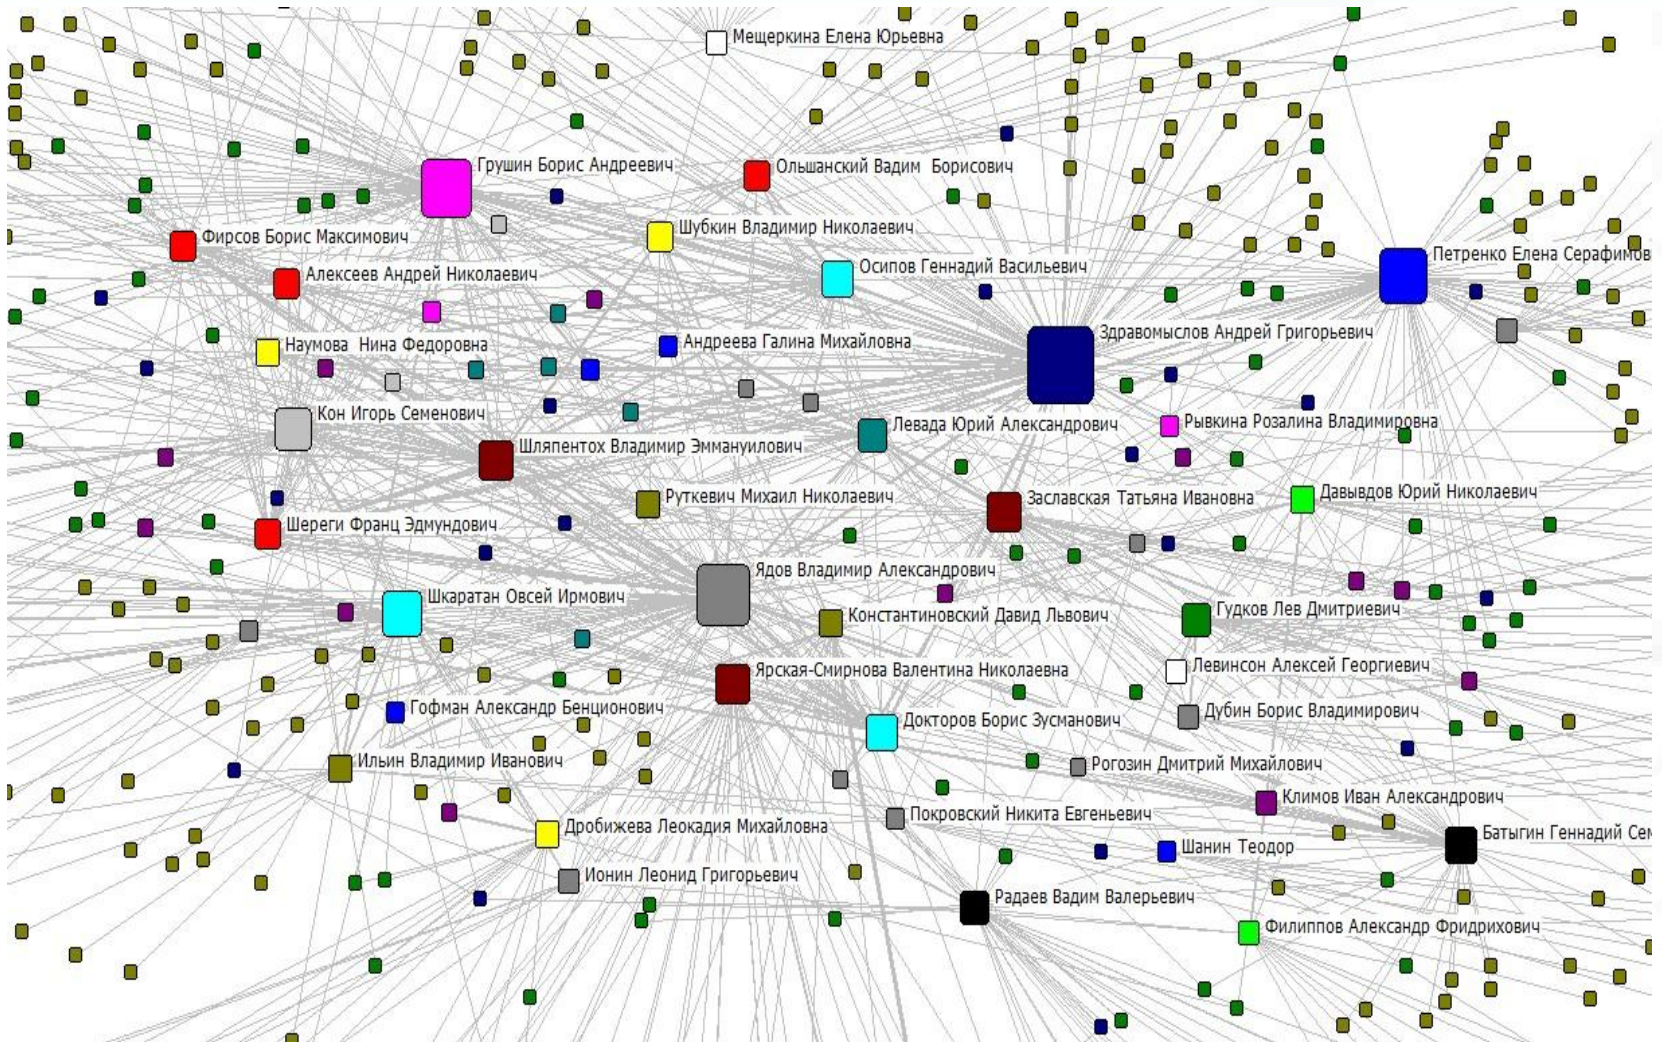 Мещеркина Елена Юрьевна
Грушин Борис Андреевич
Ольшанский Вадим Борисович
Шубкин Владимир Николаевич
Фирсов Борис Максимович
Петренко Елена Серафимов
Осипов Геннадий Васильевич
Алексеев Андрей Николаевич
Здравомыслов Андрей Григорьевич
Андреева Галина Михайловна
Наумова Нина Федоровна
Кон Игорь Семенович
Рывкина Розалина Владимировна
Левада Юрий Александрович
Шляпентох Владимир Эммануилович
Давывдов Юрий Николаевич
Руткевич Михаил Николаевич
Заславская Татьяна Ивановна
Шереги Франц Эдмундович
Ядов Владимир Александрович
Шкаратан Овсей Ирмович
Гудков Лев Дмитриевич
Константиновский Давид Львович
Левинсон Алексей Георгиевич
Ярская-Смирнова Валентина Николаевна
Гофман Александр Бенционович
Дубин Борис Владимирович
Докторов Борис Зусманович
Ильин Владимир Иванович
Рогозин Дмитрий Михайлович
Климов Иван Александрович
Покровский Никита Евгеньевич
Дробижева Леокадия Михайловна
Батыгин Геннадий Сем
Шанин Теодор
Ионин Леонид Григорьевич
Радаев Вадим Валерьевич
Филиппов Александр Фридрихович